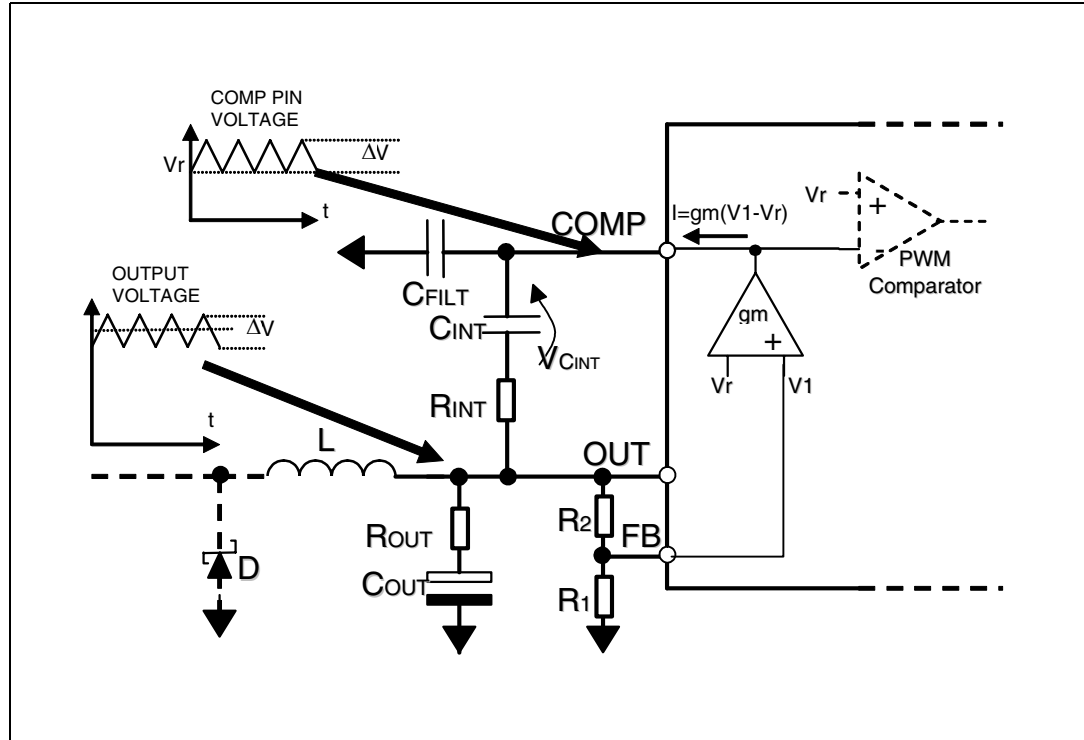 COMP PIN
VOLTAGE
ΔV
Vr
t
COMP
I=gm(V1-Vr)
Vr
+
−
PWM
Comparator
CFILT
OUTPUT
VOLTAGE
ΔV
CINT
VCINT
gm
+
Vr
V1
RINT
t
L
OUT
R2
FB
ROUT
D
COUT
R1